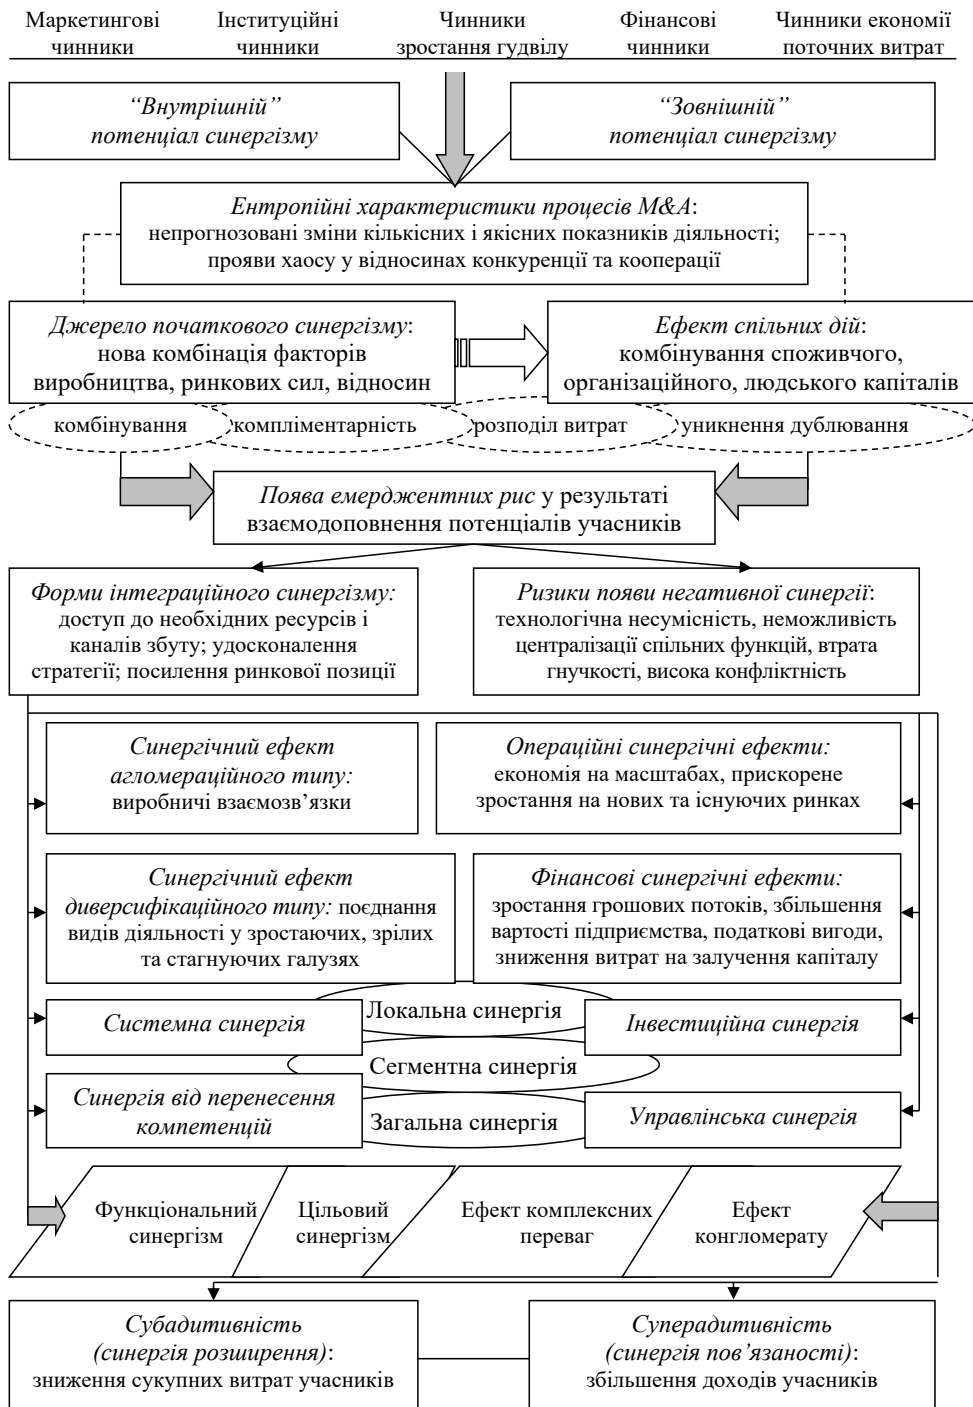 Маркетингові
чинники
Інституційні
чинники
Чинники
зростання гудвілу
Фінансові
чинники
Чинники економії
поточних витрат
“Внутрішній”
потенціал синергізму
“Зовнішній”
потенціал синергізму
Ентропійні характеристики процесів M&A:
непрогнозовані зміни кількісних і якісних показників діяльності;
прояви хаосу у відносинах конкуренції та кооперації
Джерело початкового синергізму:
нова комбінація факторів
виробництва, ринкових сил, відносин
Ефект спільних дій:
комбінування споживчого,
організаційного, людського капіталів
комбінування
компліментарність
розподіл витрат
уникнення дублювання
Поява емерджентних рис у результаті
взаємодоповнення потенціалів учасників
Форми інтеграційного синергізму:
доступ до необхідних ресурсів і
каналів збуту; удосконалення
стратегії; посилення ринкової позиції
Ризики появи негативної синергії:
технологічна несумісність, неможливість
централізації спільних функцій, втрата
гнучкості, висока конфліктність
Синергічний ефект
агломераційного типу:
виробничі взаємозв’язки
Операційні синергічні ефекти:
економія на масштабах, прискорене
зростання на нових та існуючих ринках
Синергічний ефект
диверсифікаційного типу: поєднання
видів діяльності у зростаючих, зрілих
та стагнуючих галузях
Фінансові синергічні ефекти:
зростання грошових потоків, збільшення
вартості підприємства, податкові вигоди,
зниження витрат на залучення капіталу
Системна синергія
Локальна синергія
Інвестиційна синергія
Сегментна синергія
Синергія від перенесення
компетенцій
Загальна синергія
Управлінська синергія
Функціональний
синергізм
Цільовий
синергізм
Ефект комплексних
переваг
Ефект
конгломерату
Субадитивність
(синергія розширення):
зниження сукупних витрат учасників
Суперадитивність
(синергія пов’язаності):
збільшення доходів учасників